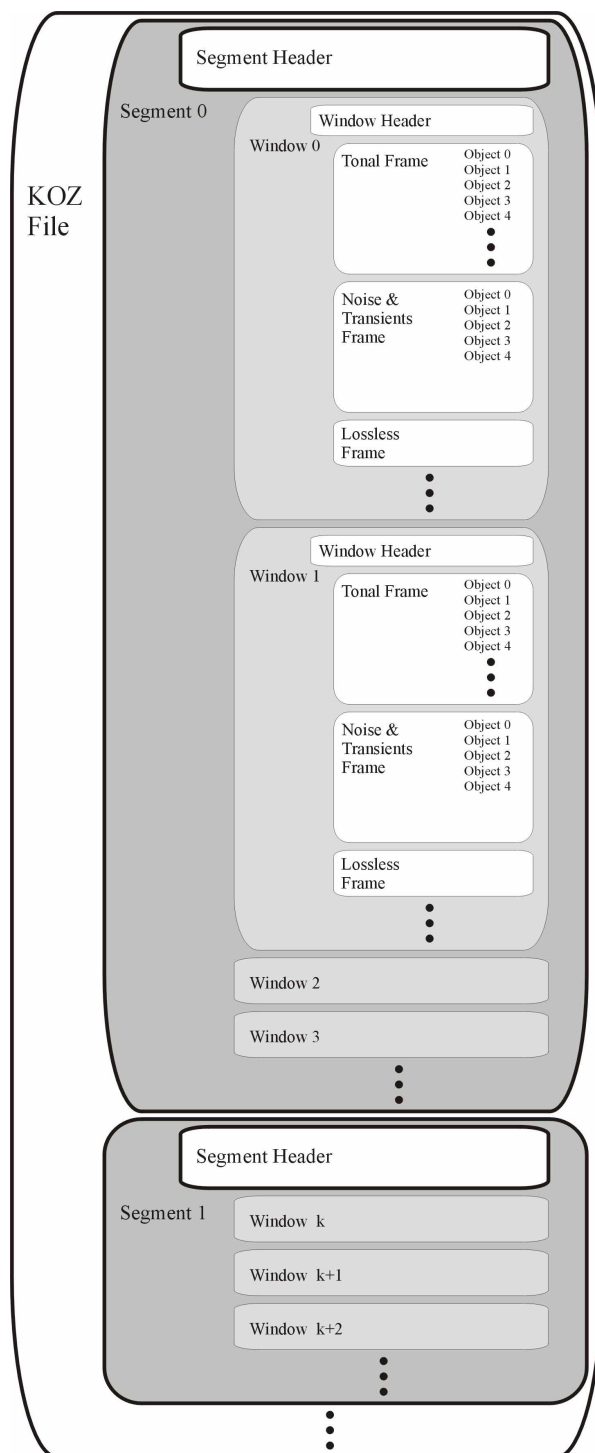 KOZ
File
Segment Header
Segment 0
Window Header
Window 0
Tonal Frame
Object 0
Object 1
Object 2
Object 3
Object 4
Noise &
Transients
Frame
Object 0
Object 1
Object 2
Object 3
Object 4
Lossless
Frame
Window Header
Window 1
Tonal Frame
Object 0
Object 1
Object 2
Object 3
Object 4
Noise &
Transients
Frame
Object 0
Object 1
Object 2
Object 3
Object 4
Lossless
Frame
Window 2
Window 3
Segment Header
Segment 1
Window k
Window k+1
Window k+2